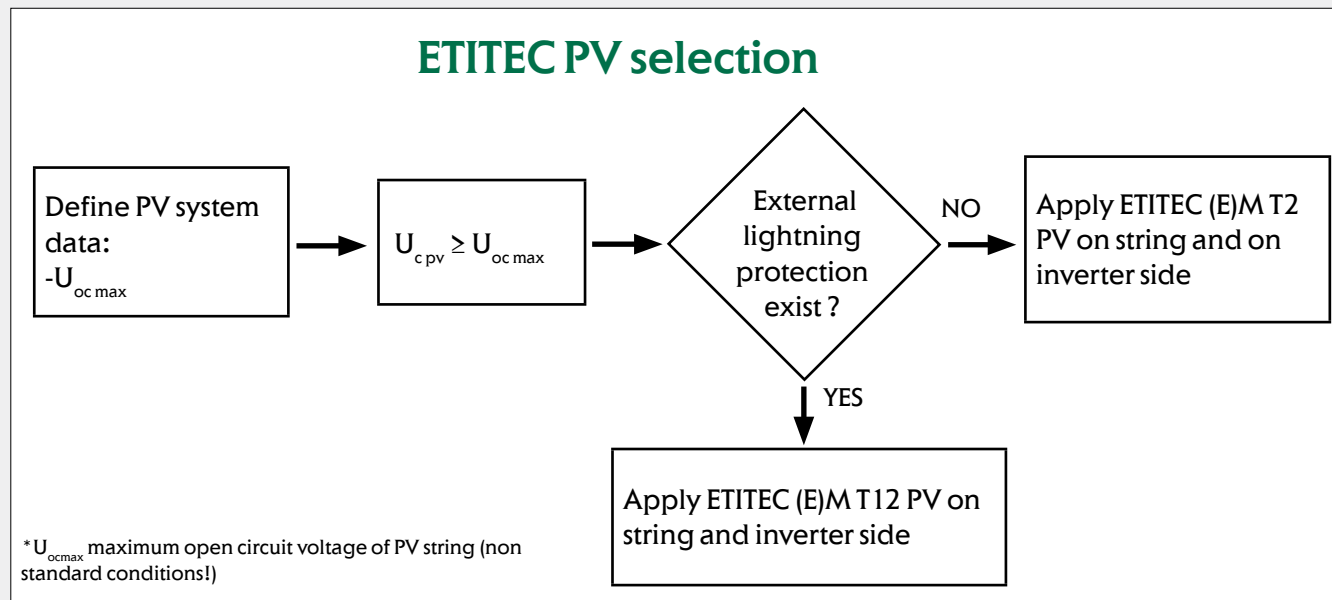 ETITEC PV selection
Define PV system
data:
-U oc max
U c pv ≥ U oc max
External
lightning
protection
exist ?
NO
Apply ETITEC (E)M T2
PV on string and on
inverter side
YES
Apply ETITEC (E)M T12 PV on
string and inverter side
*U ocmax maximum open circuit voltage of PV string (non
standard conditions!)